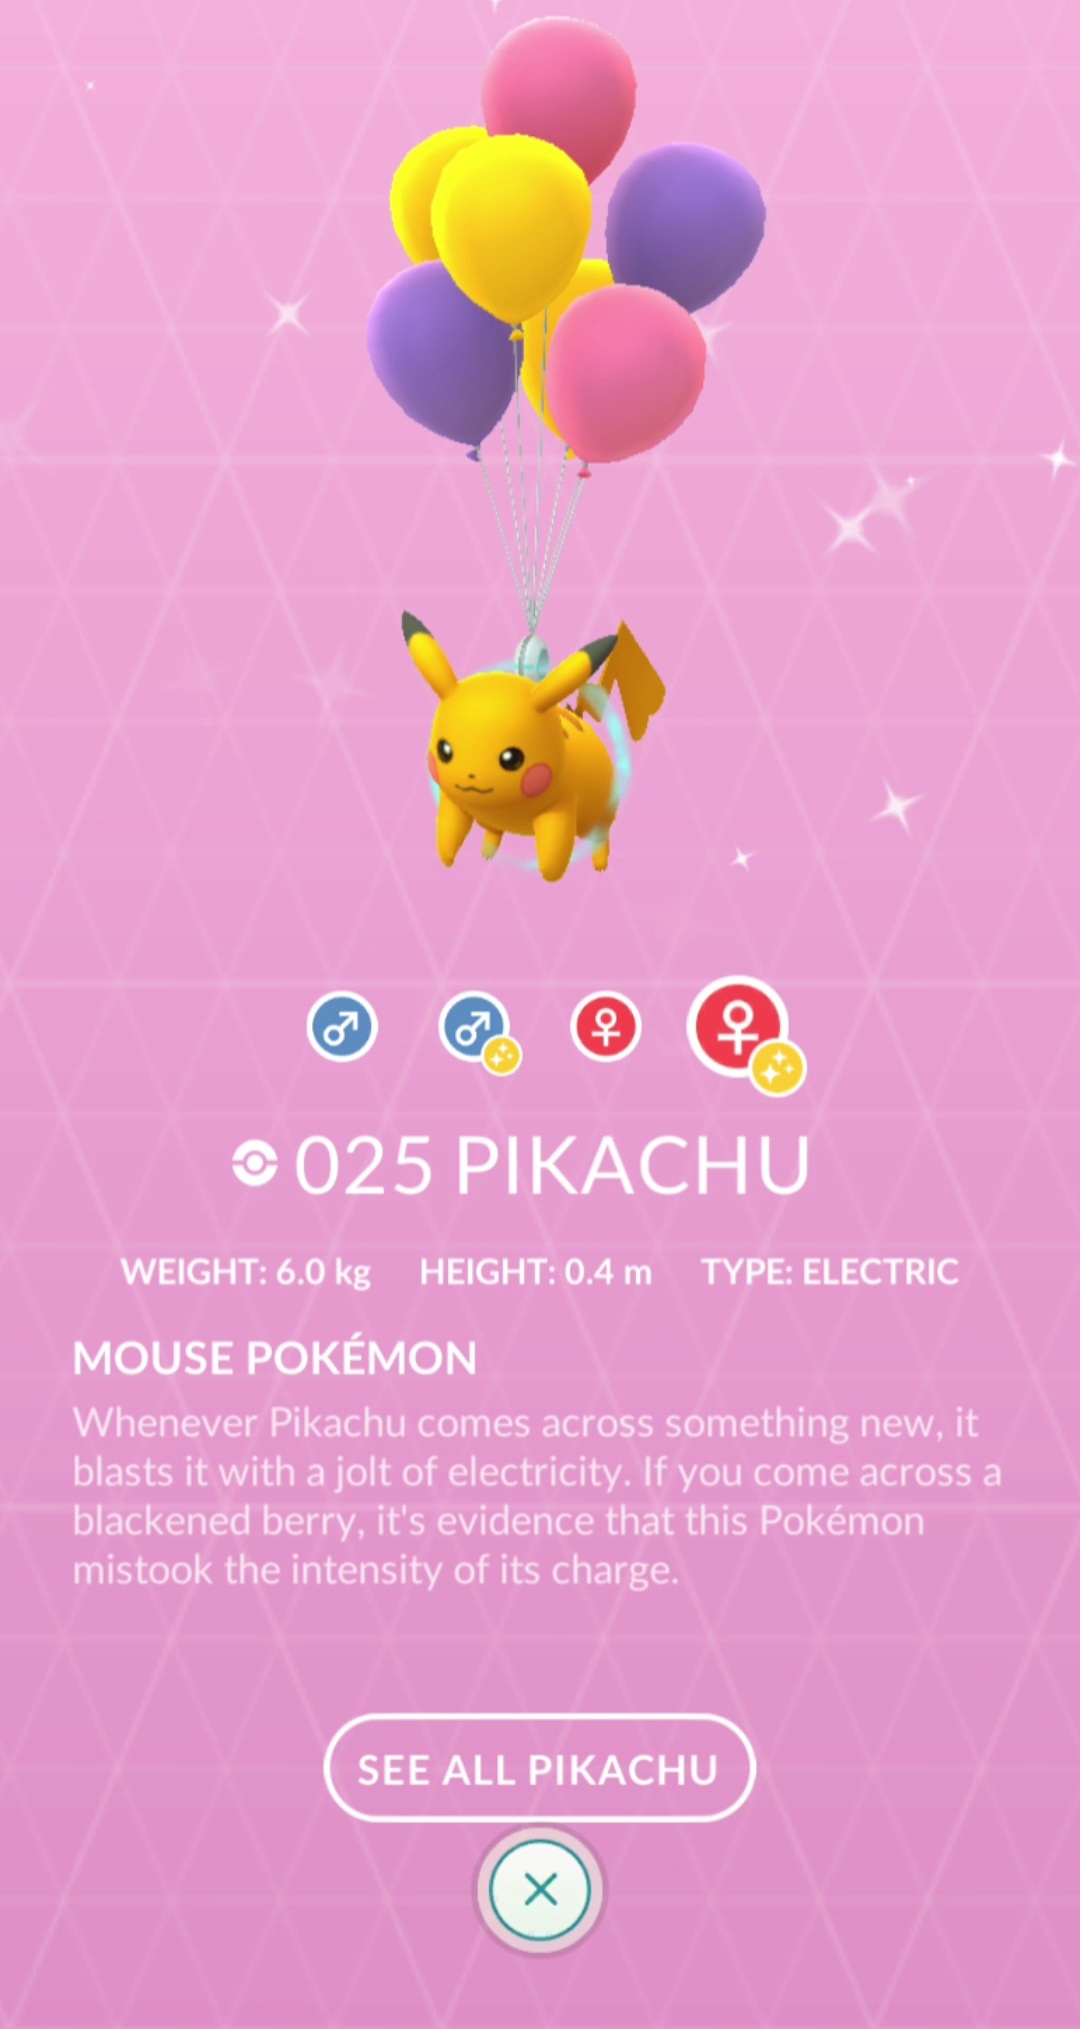 025 PIKACHU
WEIGHT: 6.0 kg HEIGHT: 0.4 m TYPE: ELECTRIC
MOUSE POKÉMON
Whenever Pikachu comes across something new, it
blasts it with a jolt of electricity. If you come across a
blackened berry, it's evidence that this Pokémon
mistook the intensity of its charge.
SEE ALL PIKACHU